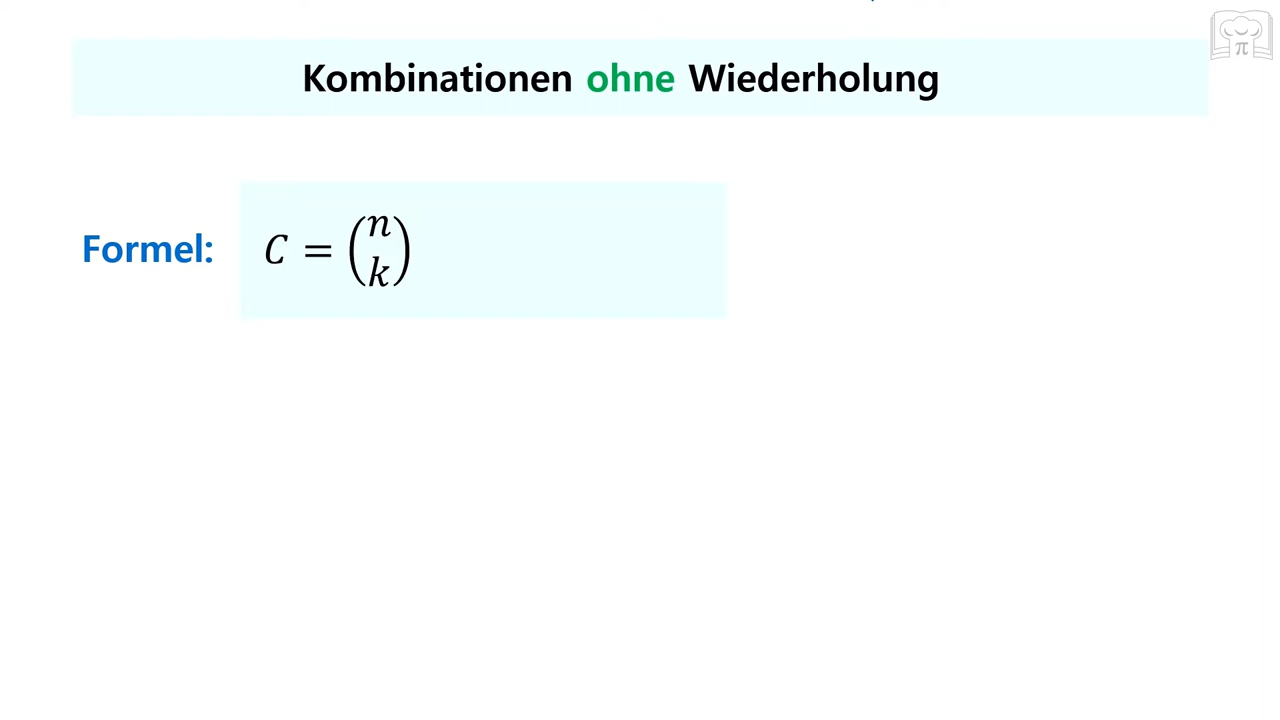 Kombinationen ohne Wiederholung
Formel: C = (n k)
π